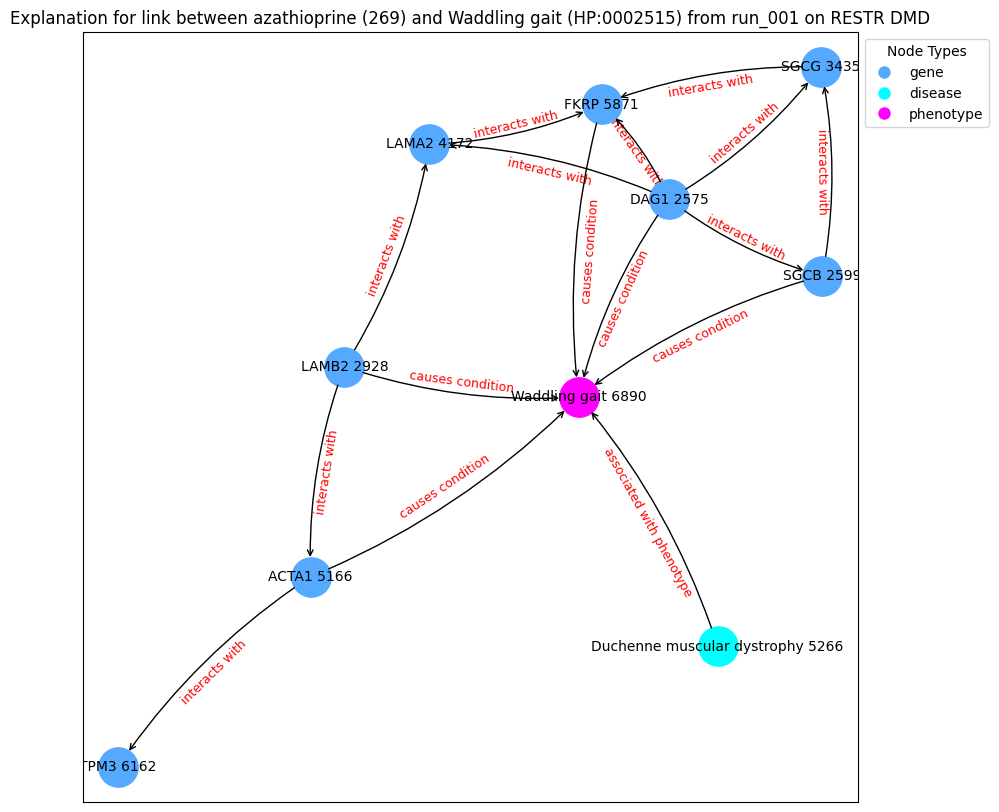 Explanation for link between azathioprine (269) and Waddling gait (HP:0002515) from run_001 on RESTR DMD
Node Types
gene
disease
phenotype
SGCG 3435
interacts with
FKRP 5871
interacts with
LAMA2 4172
interacts with
interacts with
interacts with
interacts with
DAG1 2575
interacts with
interacts with
causes condition
causes condition
SGCB 2599
causes condition
interacts with
LAMB2 2928
causes condition
Waddling gait 6890
interacts with
causes condition
associated with phenotype
ACTA1 5166
Duchenne muscular dystrophy 5266
interacts with
TPM3 6162